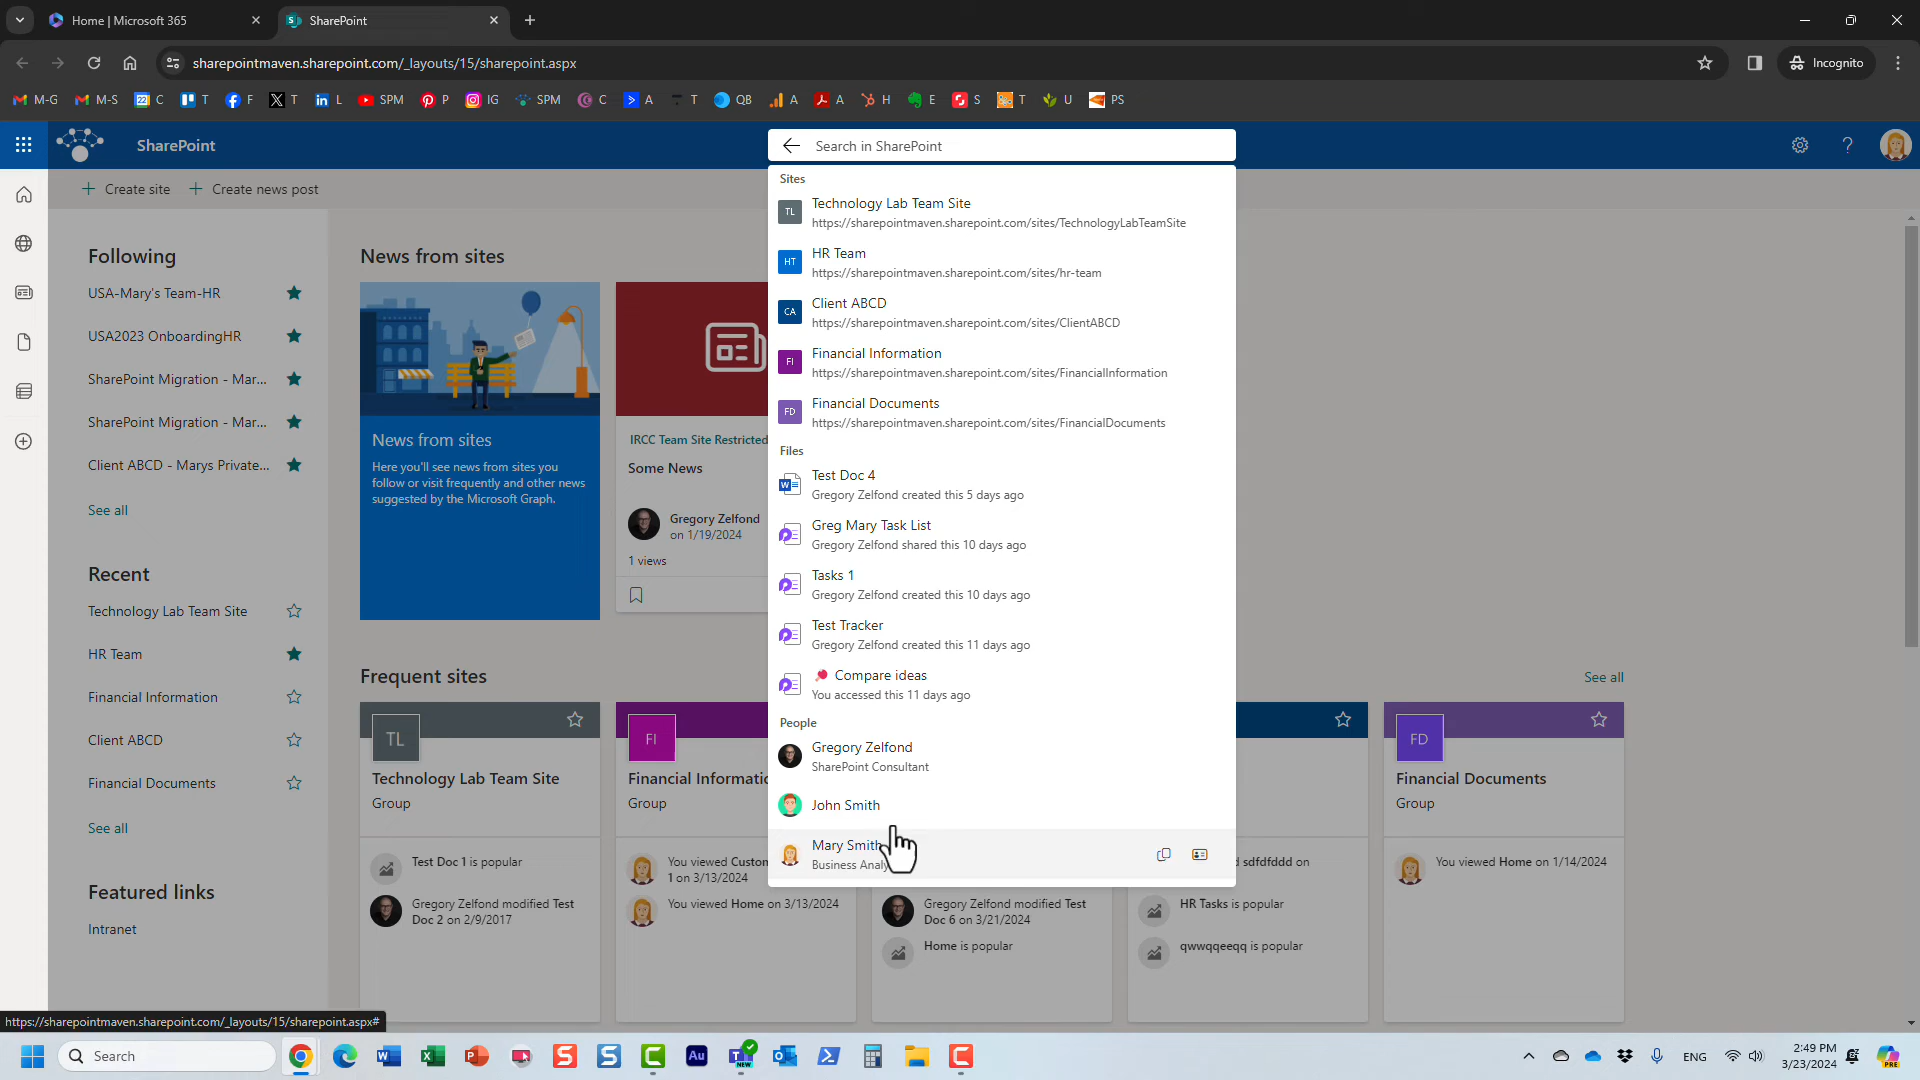 Home | Microsoft 365
SharePoint
sharepointmaven.sharepoint.com/_layouts/15/sharepoint.aspx
Incognito
M-G
M-S
C
T
F
T
L
SPM
P
IG
SPM
C
A
T
QB
A
A
H
E
S
T
U
PS
SharePoint
Search in SharePoint
Create site
Create news post
Following
USA-Mary's Team-HR
USA2023 OnboardingHR
SharePoint Migration - Mar...
SharePoint Migration - Mar...
Client ABCD - Marys Private...
See all
Recent
Technology Lab Team Site
HR Team
Financial Information
Client ABCD
Financial Documents
See all
Featured links
Intranet
News from sites
News from sites
Here you'll see news from sites you
follow or visit frequently and other news
suggested by the Microsoft Graph.
IRCC Team Site Restricted
Some News
Gregory Zelfond
on 1/19/2024
1 views
Sites
TL
Technology Lab Team Site
https://sharepointmaven.sharepoint.com/sites/TechnologyLabTeamSite
HT
HR Team
https://sharepointmaven.sharepoint.com/sites/hr-team
CA
Client ABCD
https://sharepointmaven.sharepoint.com/sites/ClientABCD
FI
Financial Information
https://sharepointmaven.sharepoint.com/sites/FinancialInformation
FD
Financial Documents
https://sharepointmaven.sharepoint.com/sites/FinancialDocuments
Files
Test Doc 4
Gregory Zelfond created this 5 days ago
Greg Mary Task List
Gregory Zelfond shared this 10 days ago
Tasks 1
Gregory Zelfond created this 10 days ago
Test Tracker
Gregory Zelfond created this 11 days ago
Compare ideas
You accessed this 11 days ago
People
Gregory Zelfond
SharePoint Consultant
John Smith
Mary Smith
Business Analy
Frequent sites
See all
TL
Technology Lab Team Site
Group
Test Doc 1 is popular
Gregory Zelfond modified Test
Doc 2 on 2/9/2017
FI
Financial Informatio
Group
You viewed Custom
1 on 3/13/2024
You viewed Home on 3/13/2024
Gregory Zelfond modified Test
Doc 6 on 3/21/2024
Home is popular
d sdfdfddd on
HR Tasks is popular
qwwqqeeqq is popular
FD
Financial Documents
Group
You viewed Home on 1/14/2024
https://sharepointmaven.sharepoint.com/_layouts/15/sharepoint.aspx#
Search
Au
NEW
ENG
2:49 PM
3/23/2024
PRE